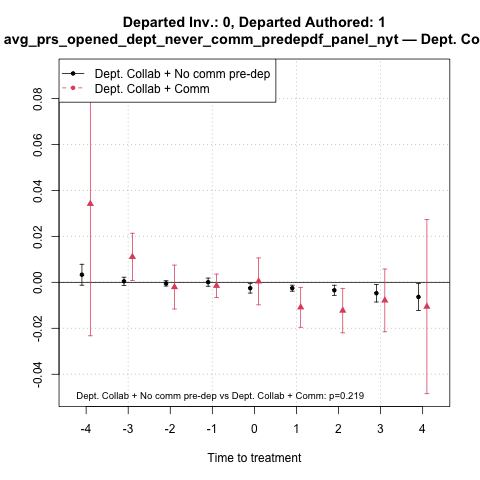 Departed Inv.: 0, Departed Authored: 1
avg_prs_opened_dept_never_comm_predepdf_panel_nyt — Dept. Co
Dept. Collab + No comm pre-dep
Dept. Collab + Comm
0.08
0.06
0.04
0.02
0.00
-0.02
-0.04
Dept. Collab + No comm pre-dep vs Dept. Collab + Comm: p=0.219
-4 -3 -2 -1 0 1 2 3 4
Time to treatment